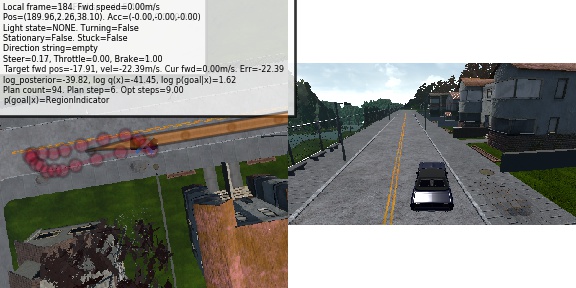 Local frame=184. Fwd speed=0.00m/s
Pos=(189.96,2.26,38.10). Acc=(-0.00,-0.00,-0.00)
Light state=NONE. Turning=False
Stationary=False. Stuck=False
Direction string=empty
Steer=0.17, Throttle=0.00, Brake=1.00
Target fwd pos=-17.91, vel=-22.39m/s. Cur fwd=0.00m/s. Err=-22.39
log_posterior=-39.82, log q(x)=-41.45, log p(goal|x)=1.62
Plan count=94. Plan step=6. Opt steps=9.00
p(goal|x)=RegionIndicator